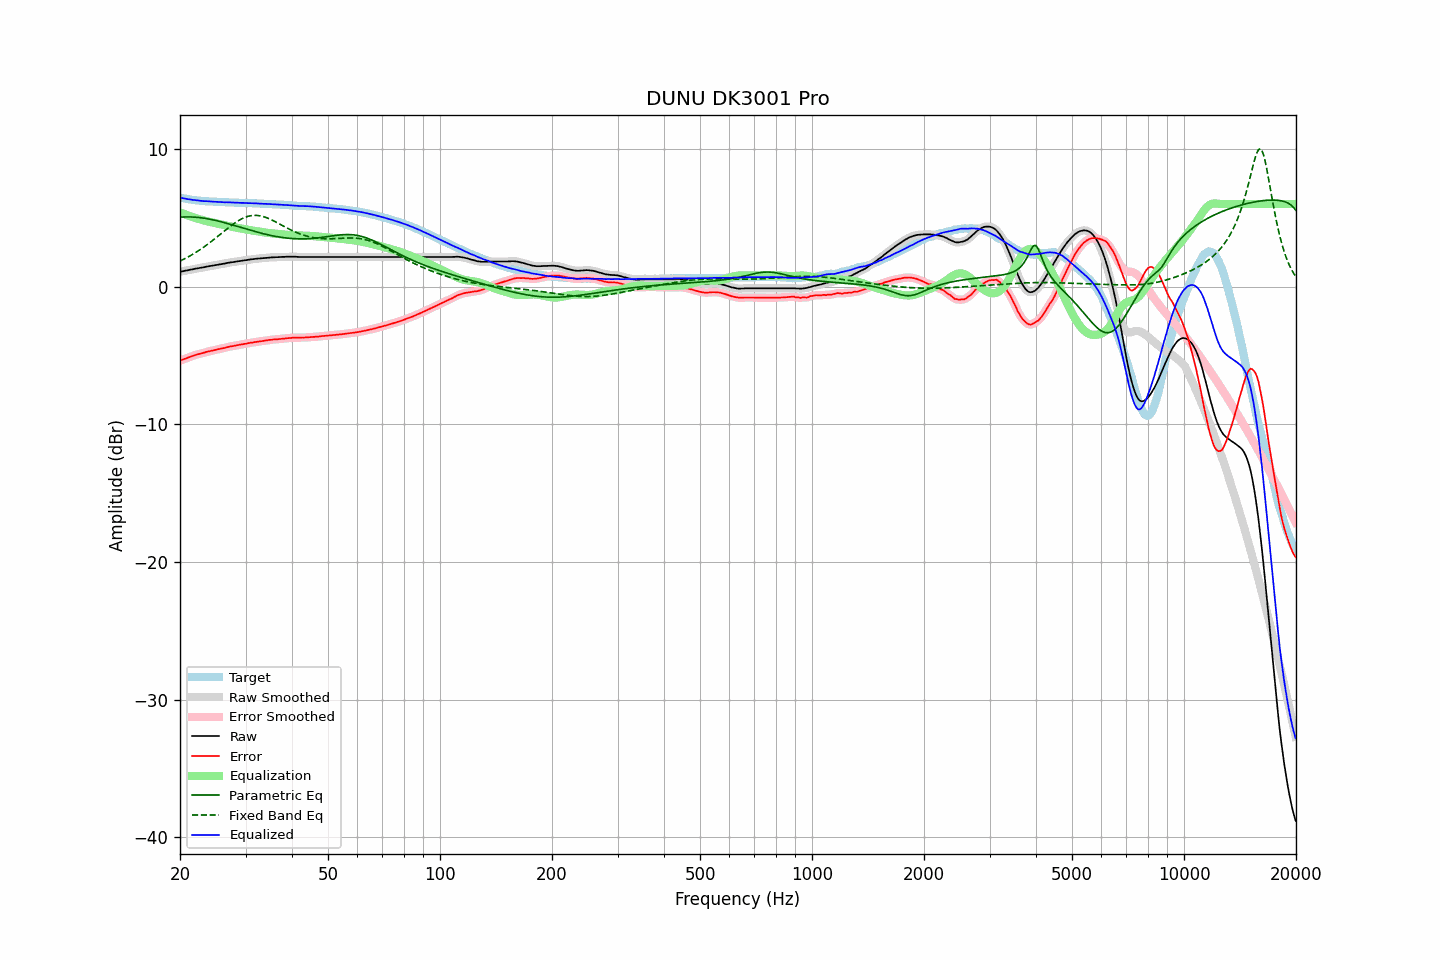 DUNU DK3001 Pro
Amplitude (dBr)
10
0
−10
−20
−30
−40
Target
Raw Smoothed
Error Smoothed
Raw
Error
Equalization
Parametric Eq
Fixed Band Eq
Equalized
20
50
100
200
500
1000
2000
5000
10000
20000
Frequency (Hz)